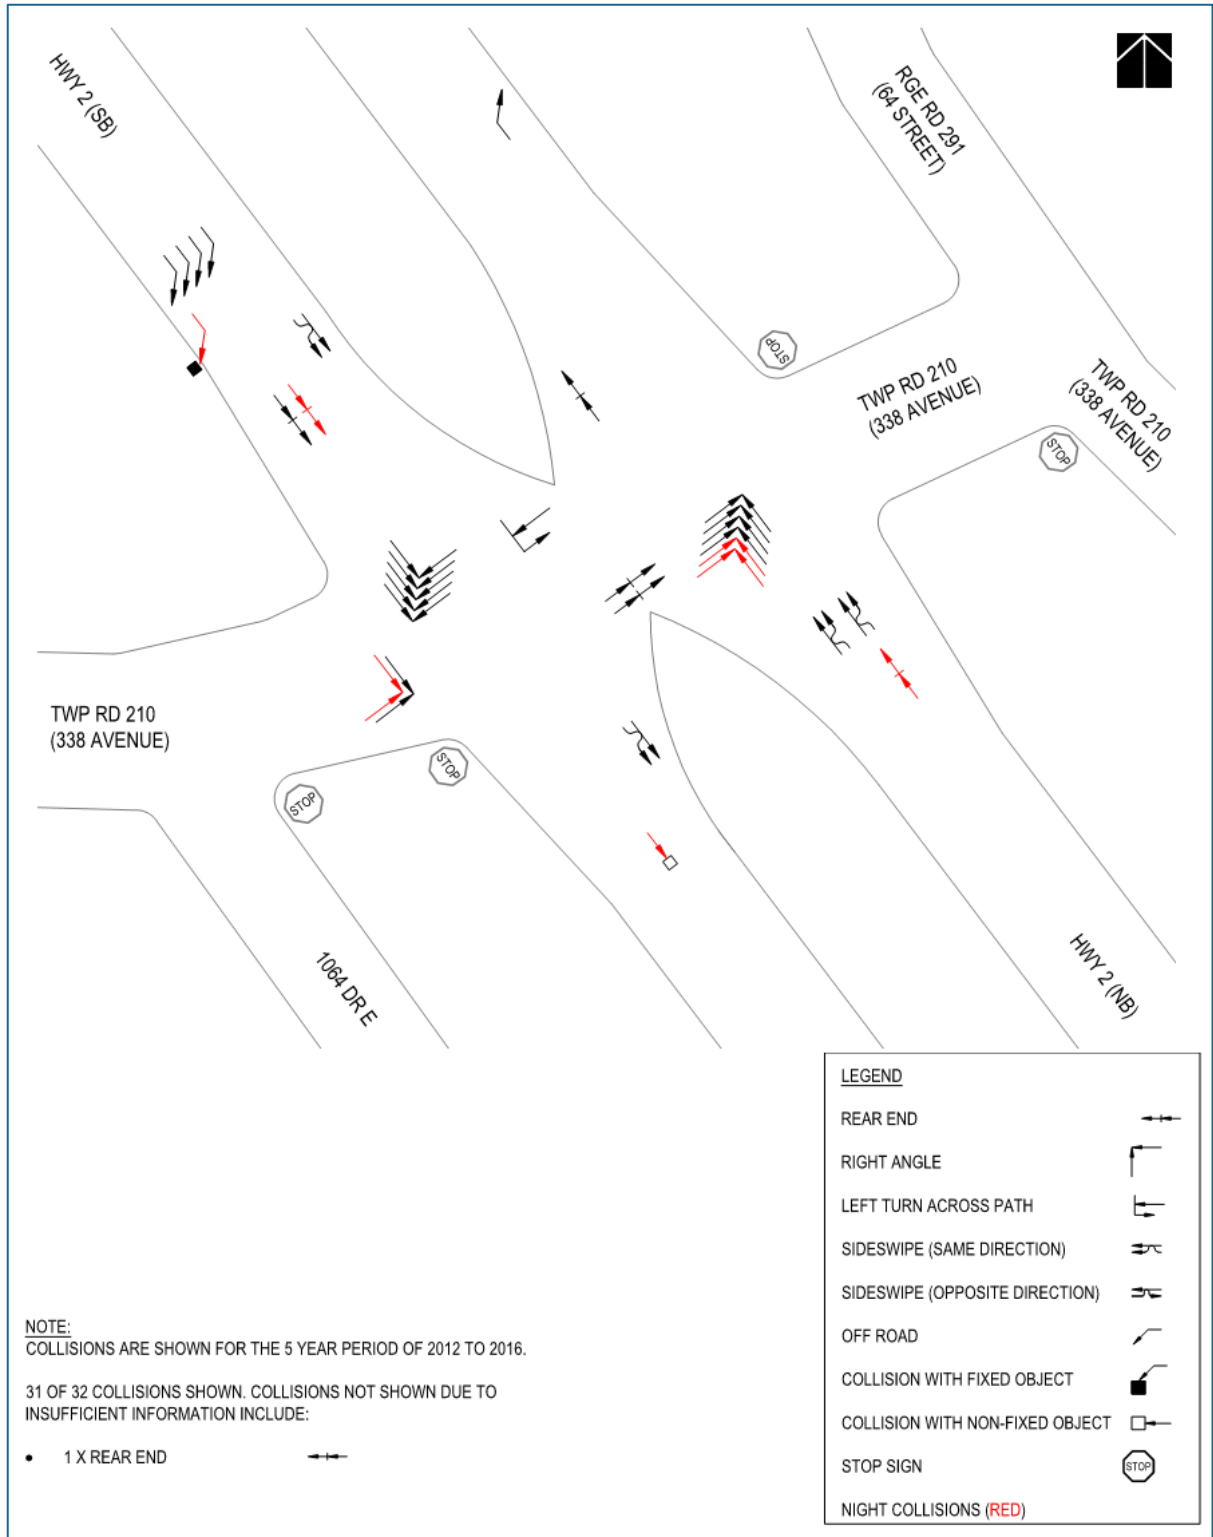 HWY 2 (SB)
RGE RD 291
(64 STREET)
STOP
TWP RD 210
(338 AVENUE)
TWP RD 210
(338 AVENUE)
STOP
TWP RD 210
(338 AVENUE)
STOP
STOP
1064 DR E
HWY 2 (NB)
LEGEND
REAR END
RIGHT ANGLE
LEFT TURN ACROSS PATH
SIDESWIPE (SAME DIRECTION)
SIDESWIPE (OPPOSITE DIRECTION)
OFF ROAD
COLLISION WITH FIXED OBJECT
COLLISION WITH NON-FIXED OBJECT
STOP SIGN
STOP
NIGHT COLLISIONS (RED)
NOTE:
COLLISIONS ARE SHOWN FOR THE 5 YEAR PERIOD OF 2012 TO 2016.
31 OF 32 COLLISIONS SHOWN. COLLISIONS NOT SHOWN DUE TO
INSUFFICIENT INFORMATION INCLUDE:
• 1 X REAR END